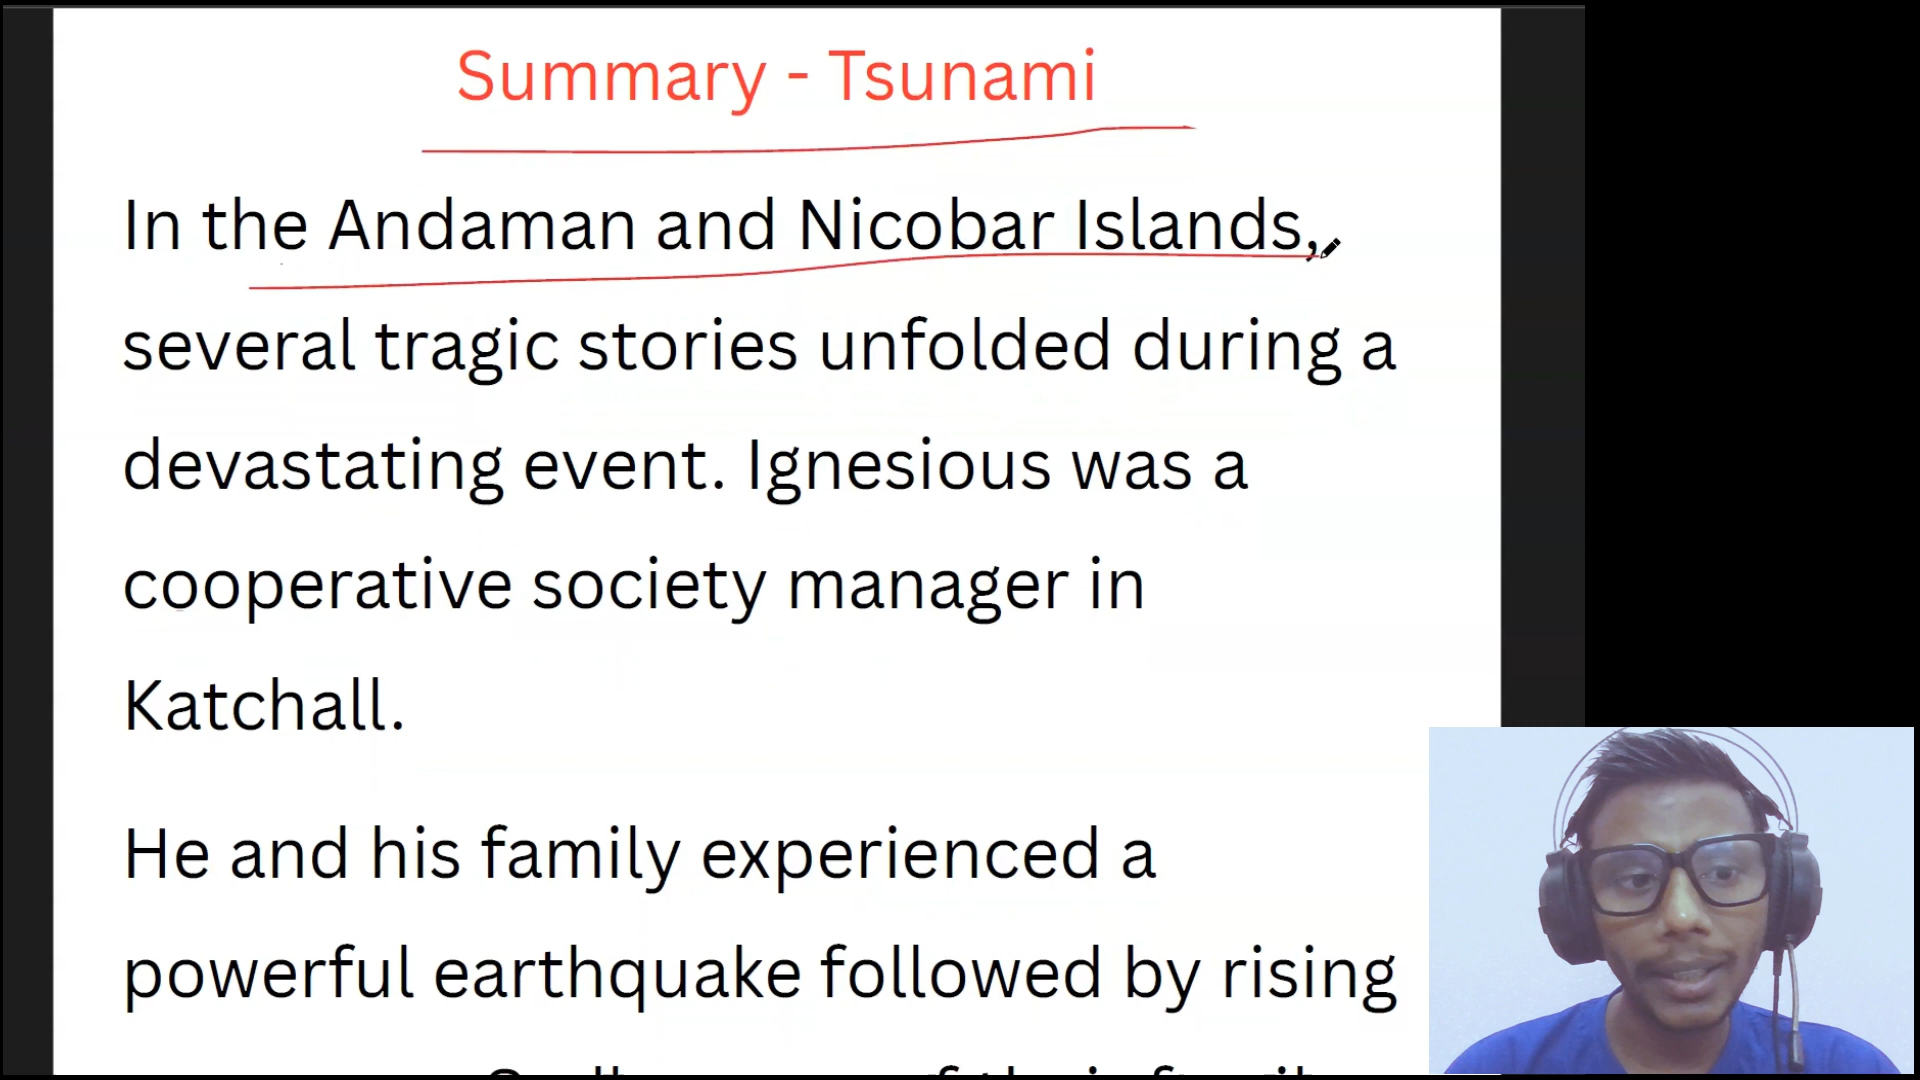 Summary - Tsunami
In the Andaman and Nicobar Islands,
several tragic stories unfolded during a
devastating event. Ignesious was a
cooperative society manager in
Katchall.
He and his family experienced a
powerful earthquake followed by rising